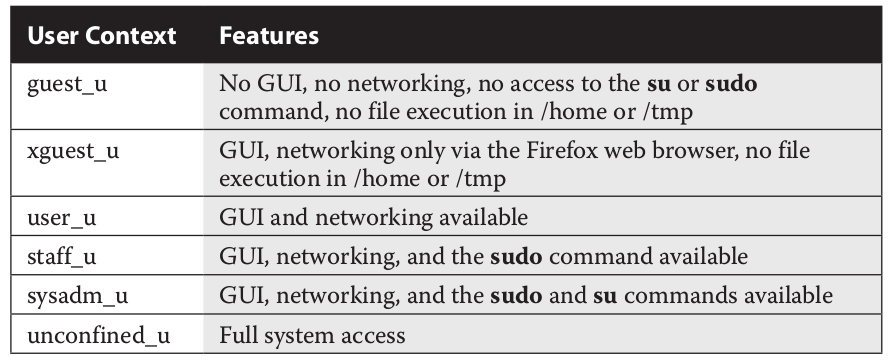 User Context Features
guest_u No GUI, no networking, no access to the su or sudo
command, no file execution in /home or /tmp
xguest_u GUI, networking only via the Firefox web browser, no file
execution in /home or /tmp
user_u GUI and networking available
staff_u GUI, networking, and the sudo command available
sysadm_u GUI, networking, and the sudo and su commands available
unconfined_u Full system access